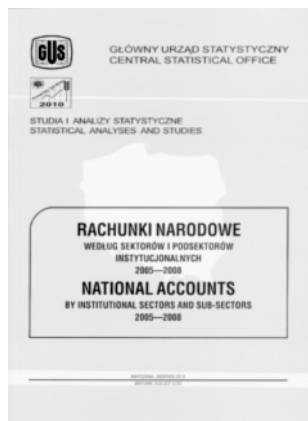 GUS
GŁÓWNY URZĄD STATYSTYCZNY
CENTRAL STATISTICAL OFFICE
2010
STUDIA I ANALIZY STATYSTYCZNE
STATISTICAL ANALYSES AND STUDIES
RACHUNKI NARODOWE
WEDŁUG SEKTORÓW I PODSEKTORÓW
INSTYTUCJONALNYCH
2005—2008
NATIONAL ACCOUNTS
BY INSTITUTIONAL SECTORS AND SUB-SECTORS
2005—2008